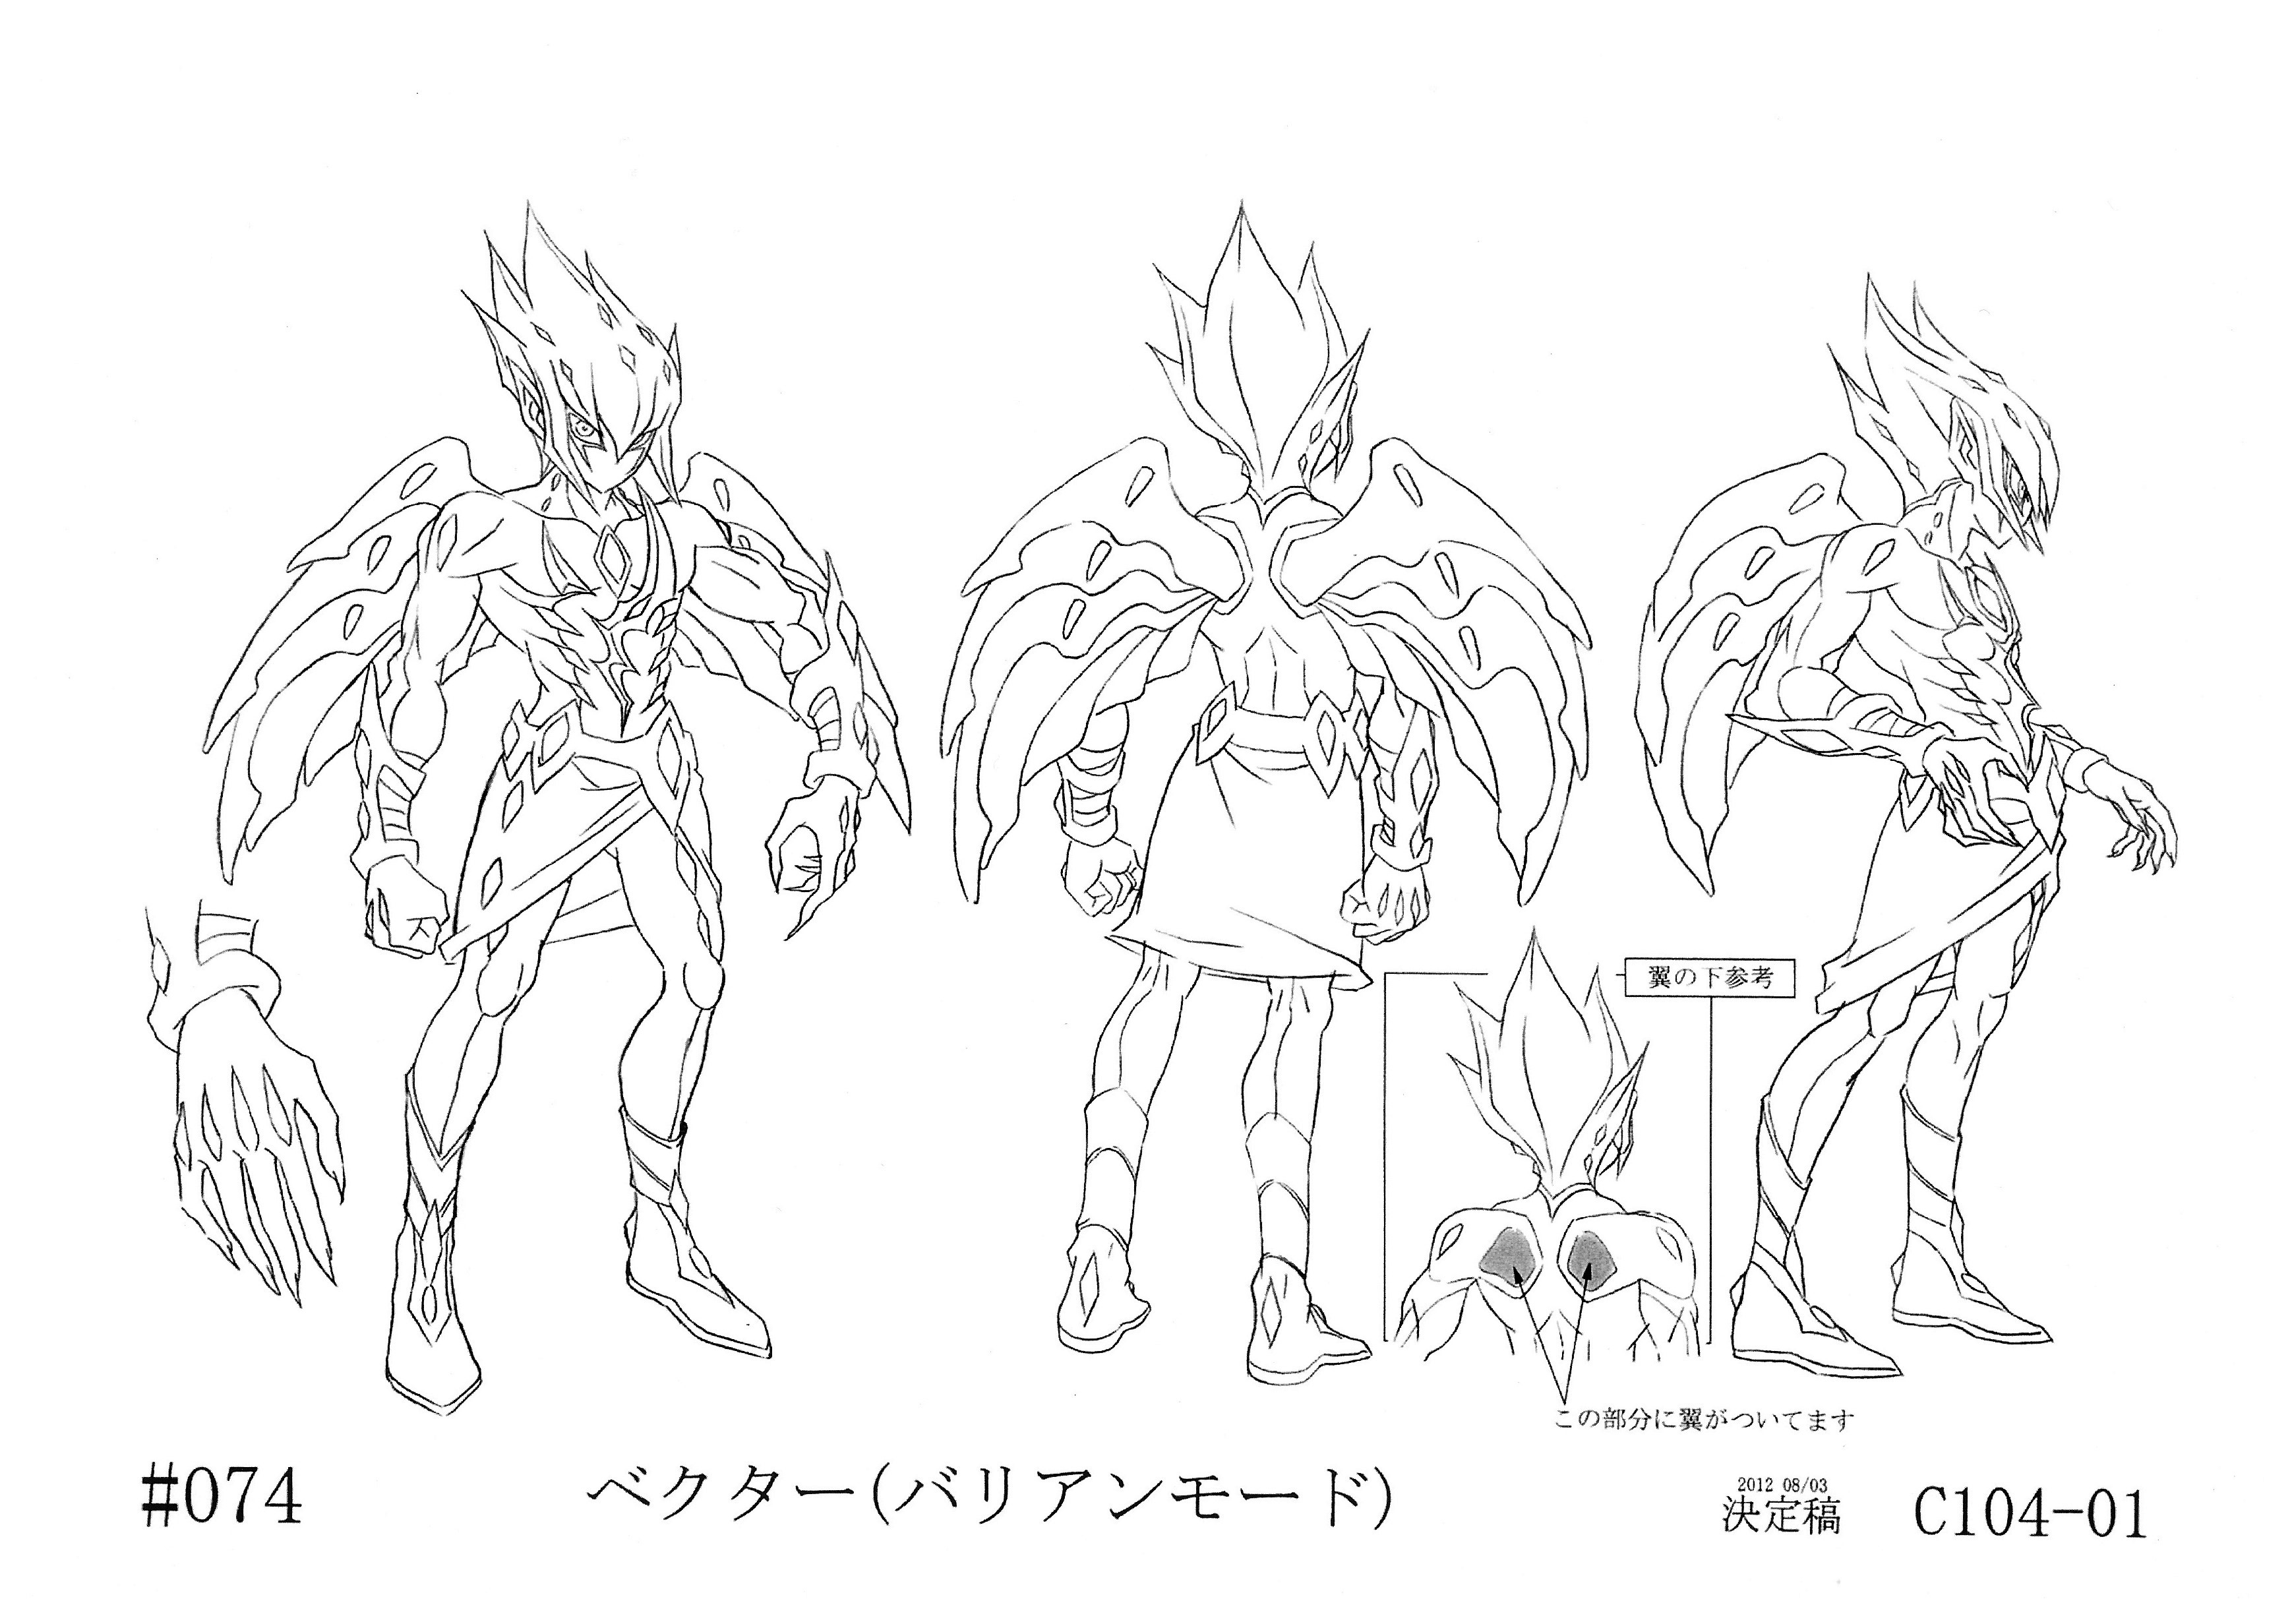 翼の下参考
この部分に翼がついてます
#074
ベクター(バリアンモード)
2012 08/03
決定稿
C104-01